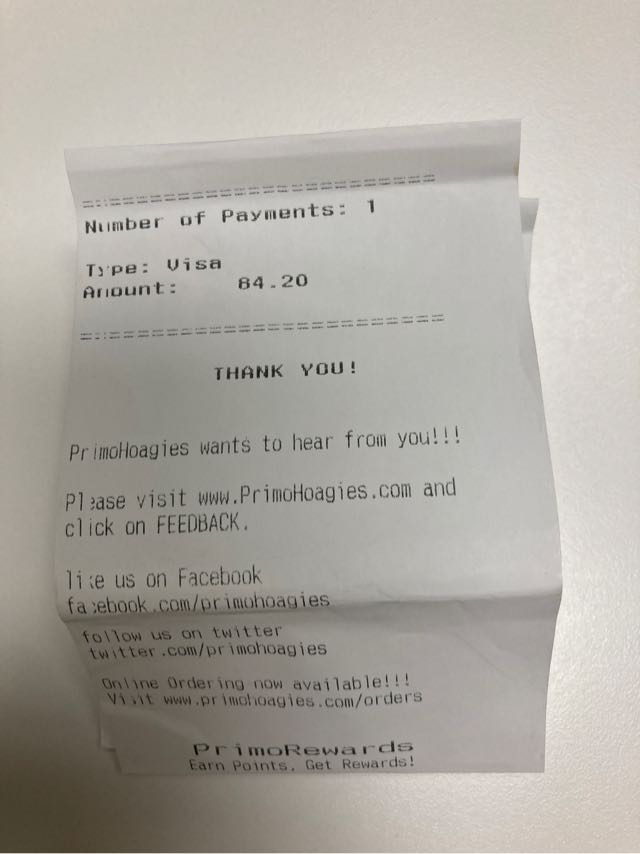 ================================
Number of Payments: 1
Type: Visa
Amount: 84.20
================================
THANK YOU!
PrimoHoagies wants to hear from you!!!
Please visit www.PrimoHoagies.com and
click on FEEDBACK.
like us on Facebook
facebook.com/primohoagies
follow us on twitter
twitter.com/primohoagies
Online Ordering now available!!!
Visit www.primohoagies.com/orders
PrimoRewards
Earn Points, Get Rewards!